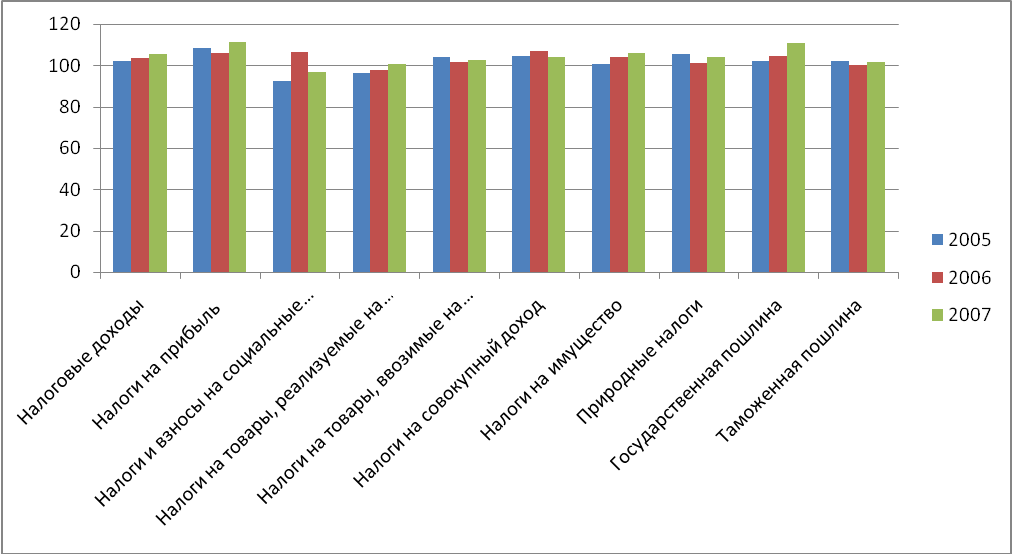 120
100
80
60
40
20
0
Налоговые доходы
Налоги на прибыль
Налоги и взносы на социальные...
Налоги на товары, реализуемые на...
Налоги на товары, ввозимые на...
Налоги на совокупный доход
Налоги на имущество
Природные налоги
Государственная пошлина
Таможенная пошлина
2005
2006
2007